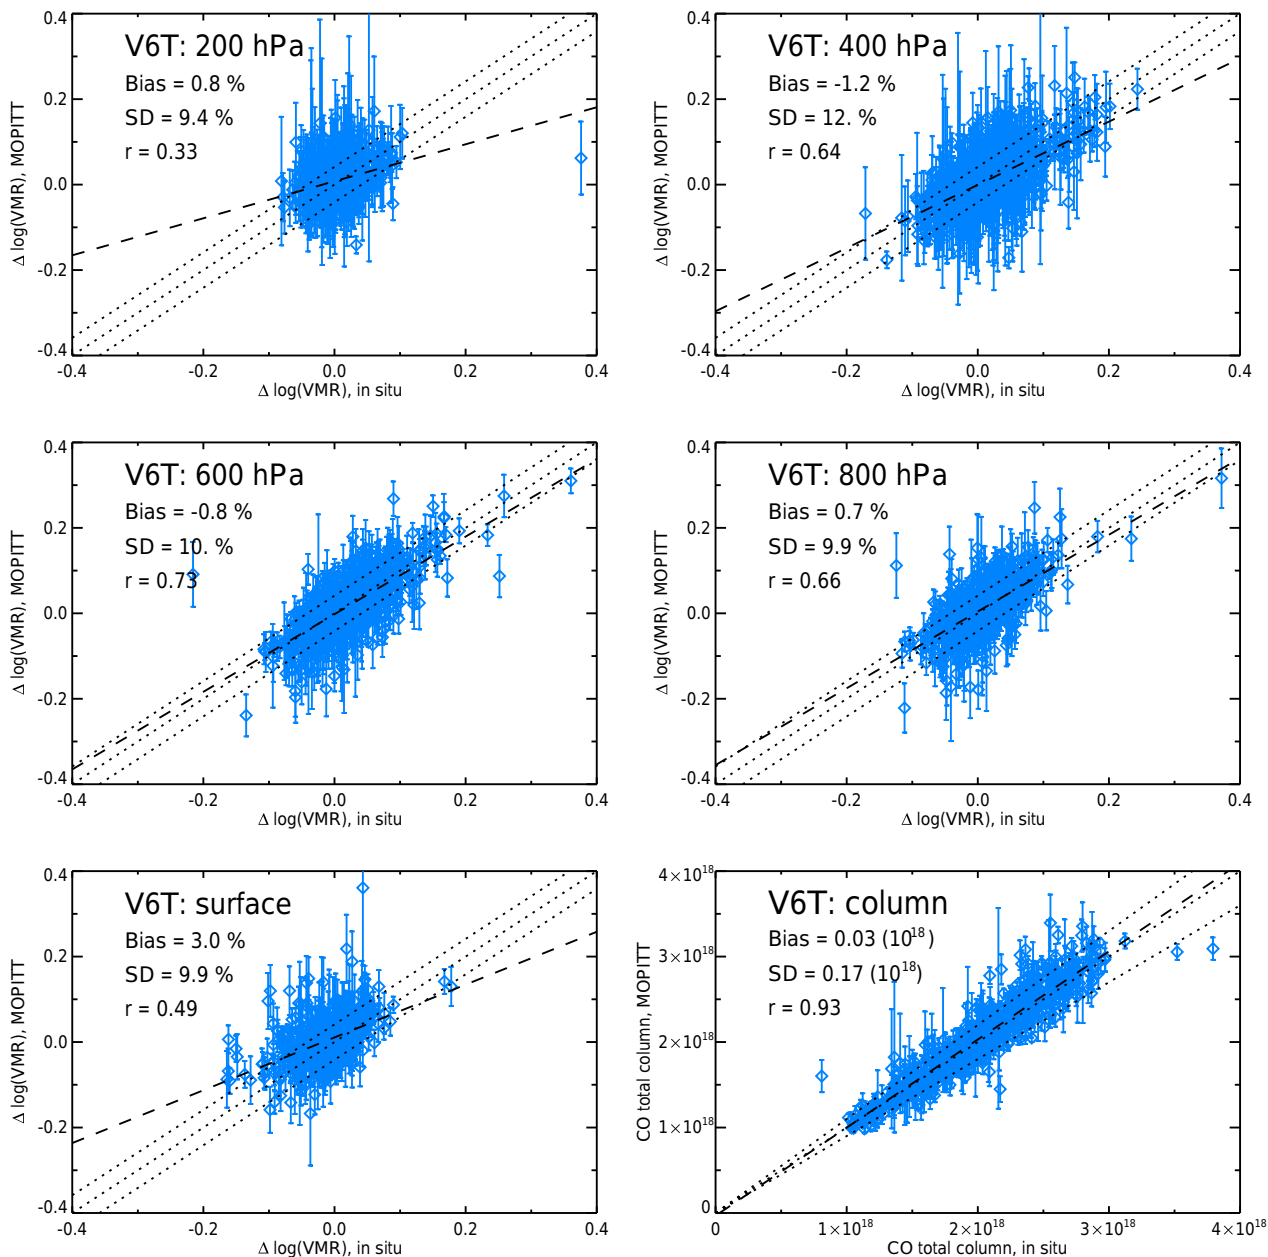 V6T: 200 hPa
Bias = 0.8 %
SD = 9.4 %
r = 0.33
0.4
0.2
0.0
-0.2
-0.4
-0.4 -0.2 0.0 0.2 0.4
Δ log(VMR), MOPITT
Δ log(VMR), in situ
V6T: 400 hPa
Bias = -1.2 %
SD = 12. %
r = 0.64
0.4
0.2
0.0
-0.2
-0.4
-0.4 -0.2 0.0 0.2 0.4
Δ log(VMR), MOPITT
Δ log(VMR), in situ
V6T: 600 hPa
Bias = -0.8 %
SD = 10. %
r = 0.73
0.4
0.2
0.0
-0.2
-0.4
-0.4 -0.2 0.0 0.2 0.4
Δ log(VMR), MOPITT
Δ log(VMR), in situ
V6T: 800 hPa
Bias = 0.7 %
SD = 9.9 %
r = 0.66
0.4
0.2
0.0
-0.2
-0.4
-0.4 -0.2 0.0 0.2 0.4
Δ log(VMR), MOPITT
Δ log(VMR), in situ
V6T: surface
Bias = 3.0 %
SD = 9.9 %
r = 0.49
0.4
0.2
0.0
-0.2
-0.4
-0.4 -0.2 0.0 0.2 0.4
Δ log(VMR), MOPITT
Δ log(VMR), in situ
V6T: column
Bias = 0.03 (10¹⁸)
SD = 0.17 (10¹⁸)
r = 0.93
4×10¹⁸
3×10¹⁸
2×10¹⁸
1×10¹⁸
0
0 1×10¹⁸ 2×10¹⁸ 3×10¹⁸ 4×10¹⁸
CO total column, MOPITT
CO total column, in situ